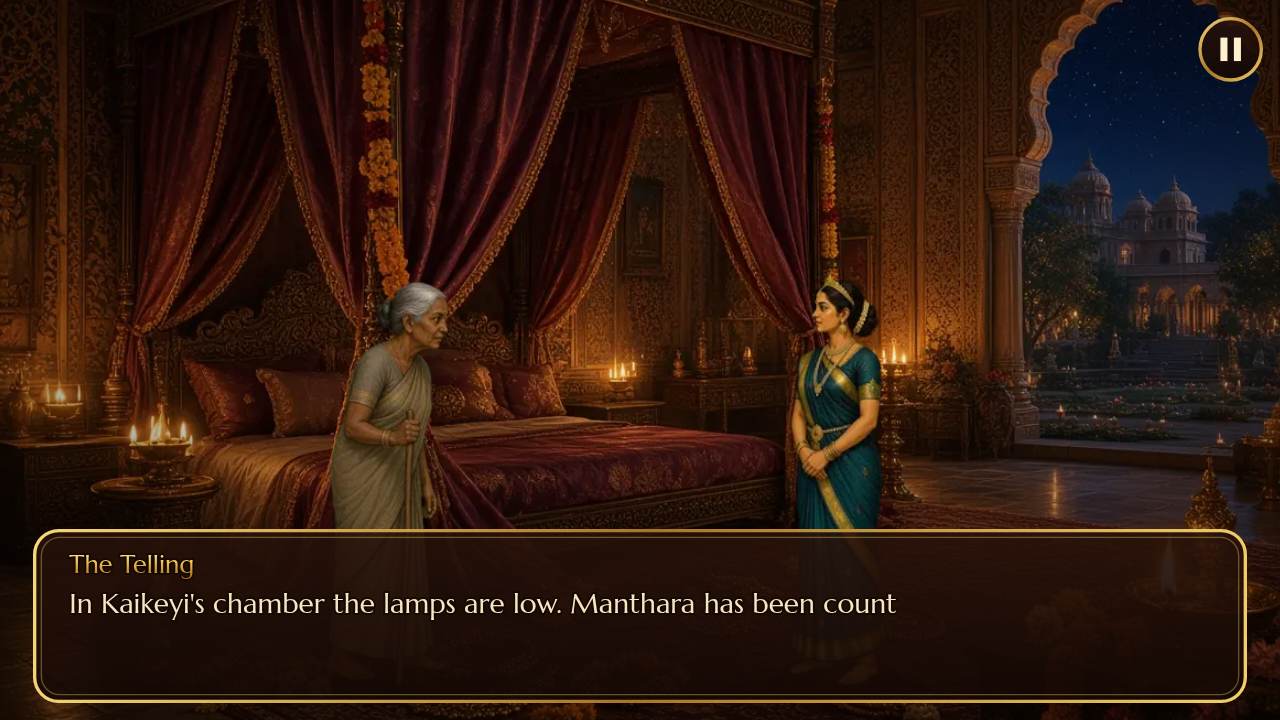 The Telling
In Kaikeyi's chamber the lamps are low. Manthara has been count